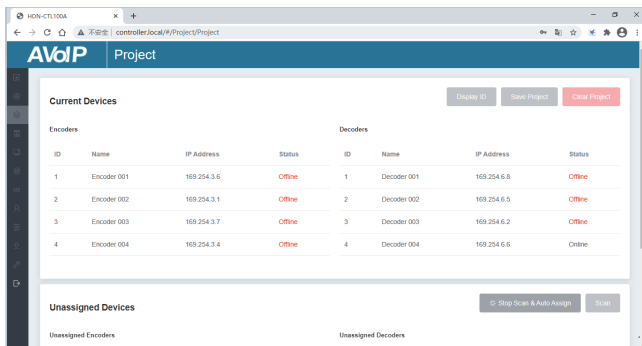 HDN-CTL100A
不安全 | controller.local/#/Project/Project
AVoIP Project
Current Devices
Display ID Save Project Clear Project
Encoders Decoders
ID Name IP Address Status ID Name IP Address Status
1 Encoder 001 169.254.3.6 Offline 1 Decoder 001 169.254.6.8 Offline
2 Encoder 002 169.254.3.1 Offline 2 Decoder 002 169.254.6.5 Offline
3 Encoder 003 169.254.3.7 Offline 3 Decoder 003 169.254.6.2 Offline
4 Encoder 004 169.254.3.4 Offline 4 Decoder 004 169.254.6.6 Online
Unassigned Devices
Stop Scan & Auto Assign Scan
Unassigned Encoders Unassigned Decoders